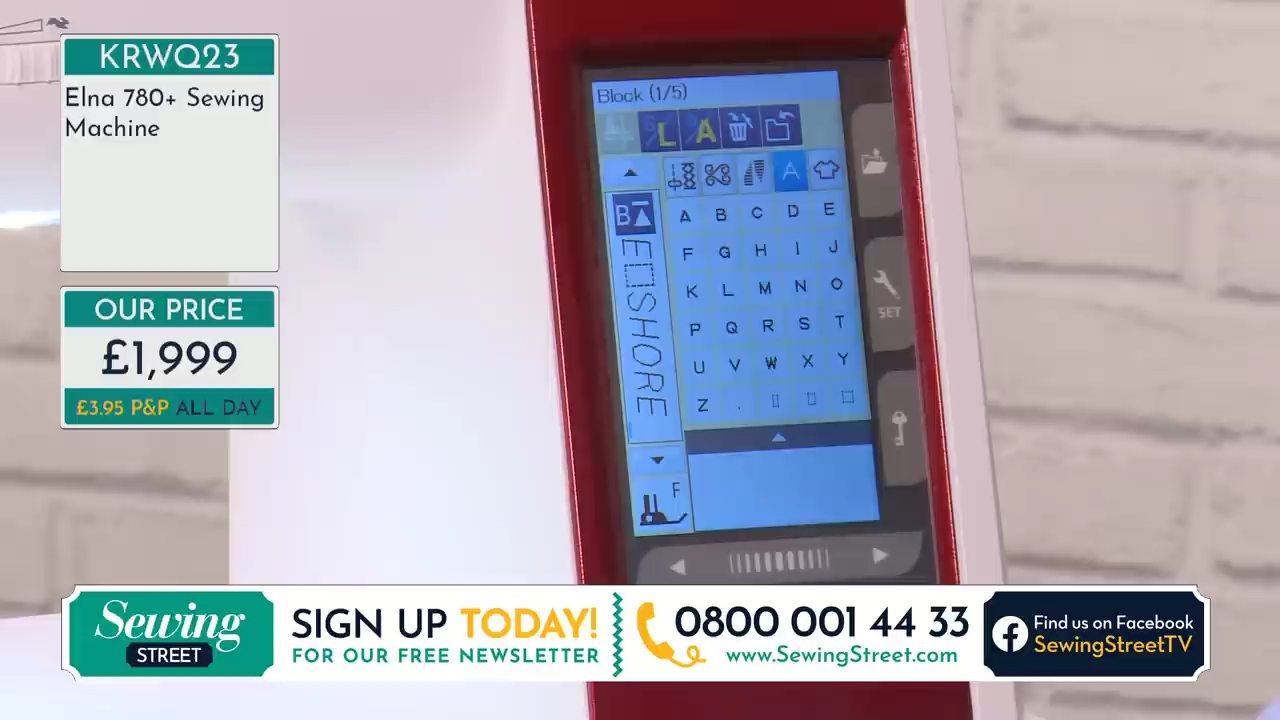 KRWQ23
Elna 780+ Sewing
Machine
OUR PRICE
£1,999
£3.95 P&P ALL DAY
Block (1/5)
L A
A
B
A B C D E
F G H I J
K L M N O
P Q R S T
U V W X Y
Z .
E SHORE
F
SET
Sewing
STREET
SIGN UP TODAY!
FOR OUR FREE NEWSLETTER
0800 001 44 33
www.SewingStreet.com
Find us on Facebook
SewingStreetTV